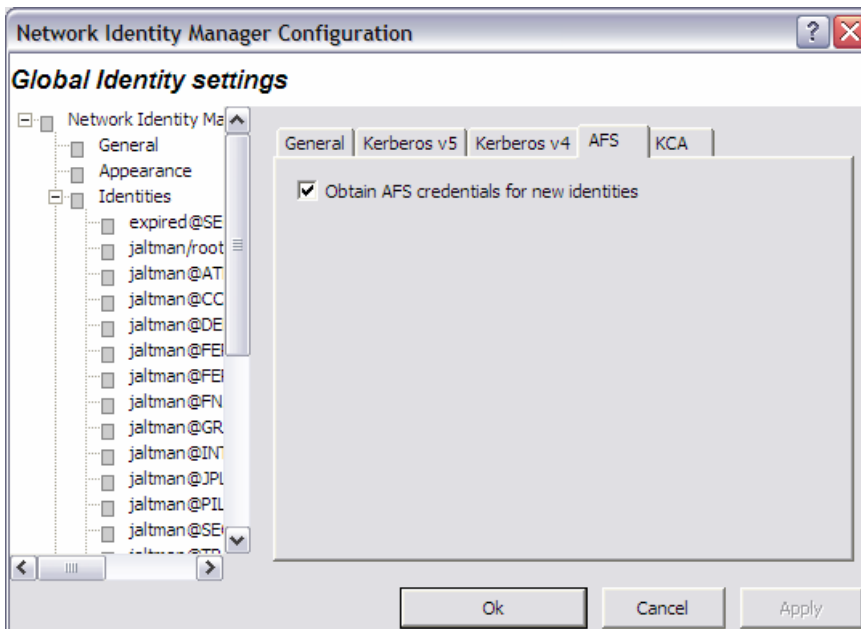 Network Identity Manager Configuration
Global Identity settings
Network Identity Ma
General
Appearance
Identities
expired@SE
jaltman/root
jaltman@AT
jaltman@CC
jaltman@DE
jaltman@FE
jaltman@FE
jaltman@FN
jaltman@GR
jaltman@INT
jaltman@JPL
jaltman@PIL
jaltman@SE
General Kerberos v5 Kerberos v4 AFS KCA
Obtain AFS credentials for new identities
Ok Cancel Apply